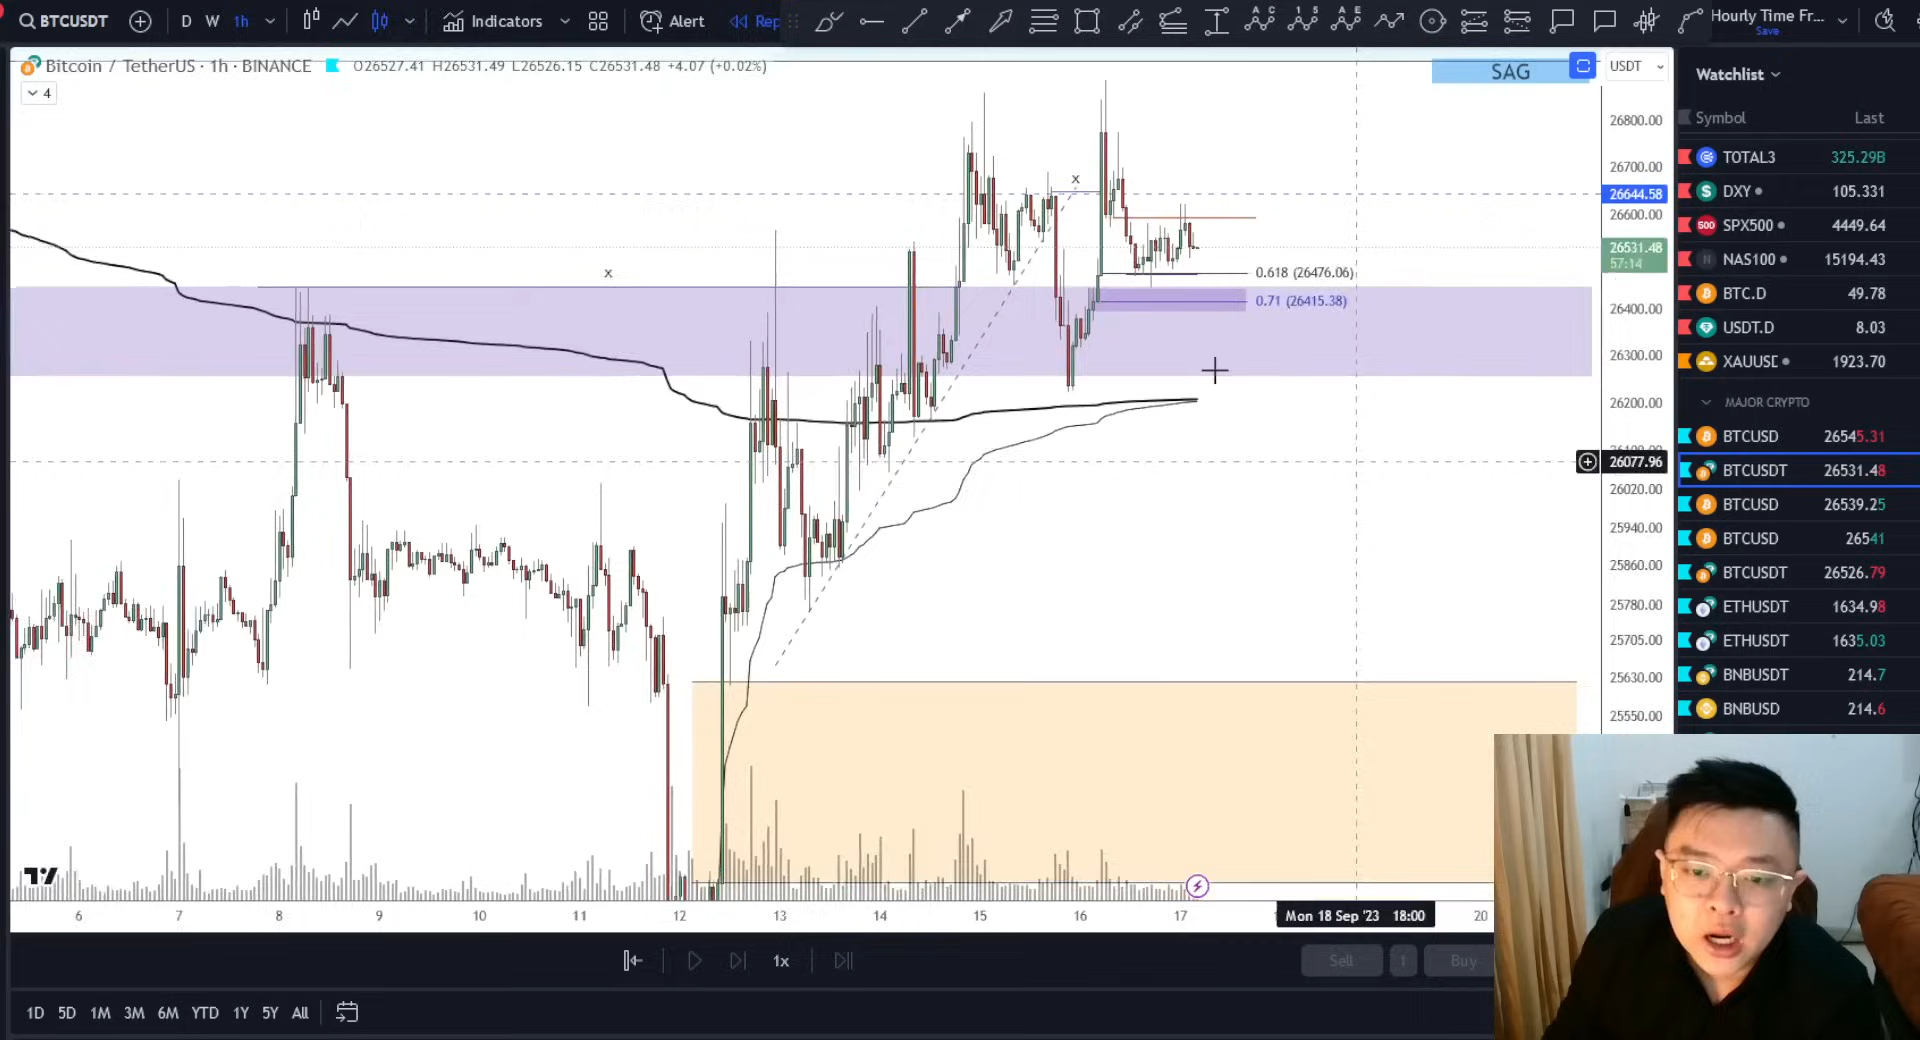 BTCUSDT D W 1h Indicators Alert Rep Hourly Time Fr...
Save
Bitcoin / TetherUS · 1h · BINANCE O26527.41 H26531.49 L26526.15 C26531.48 +4.07 (+0.02%)
4
SAG
USDT
x
x
0.618 (26476.06)
0.71 (26415.38)
26800.00
26700.00
26644.58
26600.00
26531.48
57:14
26400.00
26300.00
26200.00
26077.96
26020.00
25940.00
25860.00
25780.00
25705.00
25630.00
25550.00
6 7 8 9 10 11 12 13 14 15 16 17 Mon 18 Sep '23 18:00 20
1x
Sell 1 Buy
1D 5D 1M 3M 6M YTD 1Y 5Y All
Watchlist
Symbol Last
TOTAL3 325.29B
DXY 105.331
500 SPX500 4449.64
NAS100 15194.43
BTC.D 49.78
USDT.D 8.03
XAUUSD 1923.70
MAJOR CRYPTO
BTCUSD 26545.31
BTCUSDT 26531.48
BTCUSD 26539.25
BTCUSD 26541
BTCUSDT 26526.79
ETHUSDT 1634.98
ETHUSDT 1635.03
BNBUSDT 214.7
BNBUSD 214.6